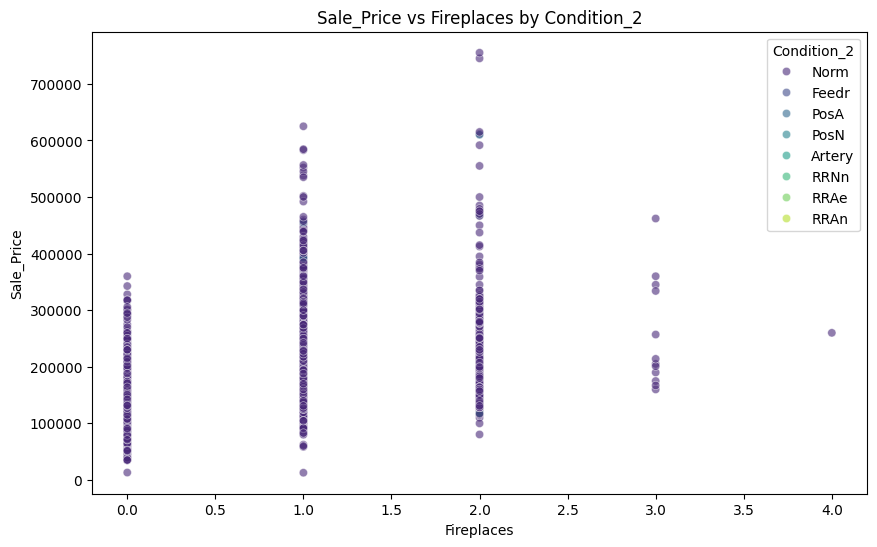 Sale_Price vs Fireplaces by Condition_2
Condition_2
Norm
Feedr
PosA
PosN
Artery
RRNn
RRAe
RRAn
Sale_Price
700000
600000
500000
400000
300000
200000
100000
0
0.0 0.5 1.0 1.5 2.0 2.5 3.0 3.5 4.0
Fireplaces